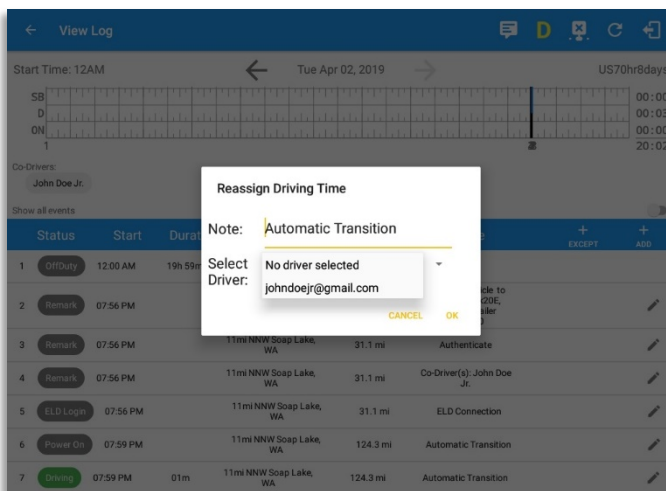 View Log
D
Start Time: 12AM
Tue Apr 02, 2019
US70hr8days
SB
00:00
D
00:03
ON
00:00
1
20:02
Co-Drivers:
John Doe Jr.
Show all events
Reassign Driving Time
Note: Automatic Transition
Select Driver:
No driver selected
johndoejr@gmail.com
CANCEL OK
Status Start Durat
EXCEPT
ADD
1 OffDuty 12:00 AM 19h 59m
2 Remark 07:56 PM
3 Remark 07:56 PM 11mi NNW Soap Lake, WA 31.1 mi Authenticate
4 Remark 07:56 PM 11mi NNW Soap Lake, WA 31.1 mi Co-Driver(s): John Doe Jr.
5 ELD Login 07:56 PM 11mi NNW Soap Lake, WA 31.1 mi ELD Connection
6 Power On 07:59 PM 11mi NNW Soap Lake, WA 124.3 mi Automatic Transition
7 Driving 07:59 PM 01m 11mi NNW Soap Lake, WA 124.3 mi Automatic Transition